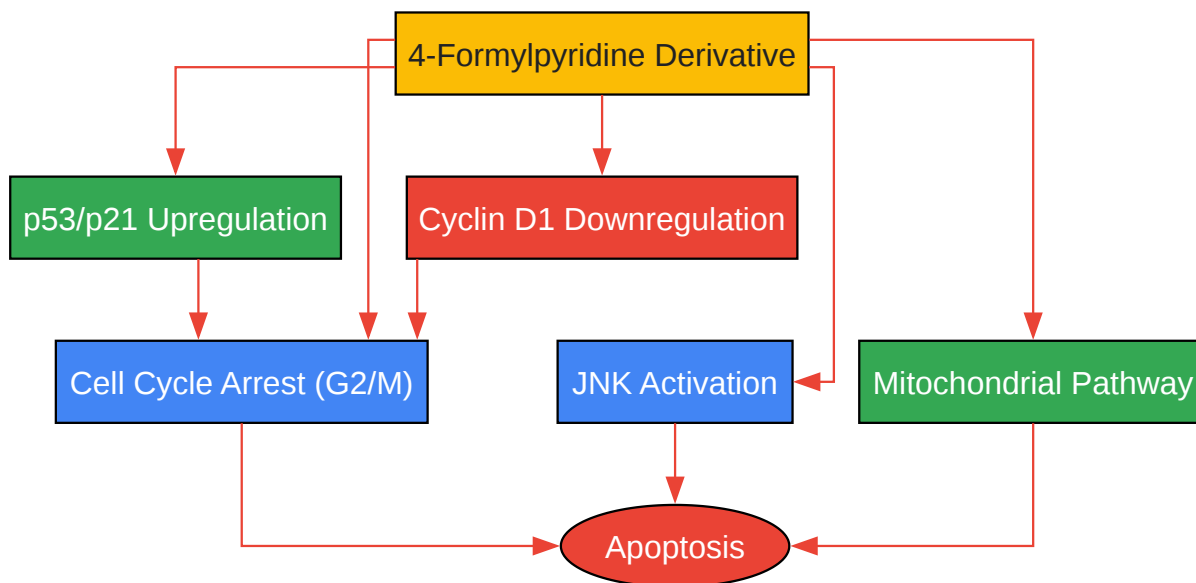 4-Formylpyridine Derivative
p53/p21 Upregulation
Cyclin D1 Downregulation
Cell Cycle Arrest (G2/M)
JNK Activation
Mitochondrial Pathway
Apoptosis